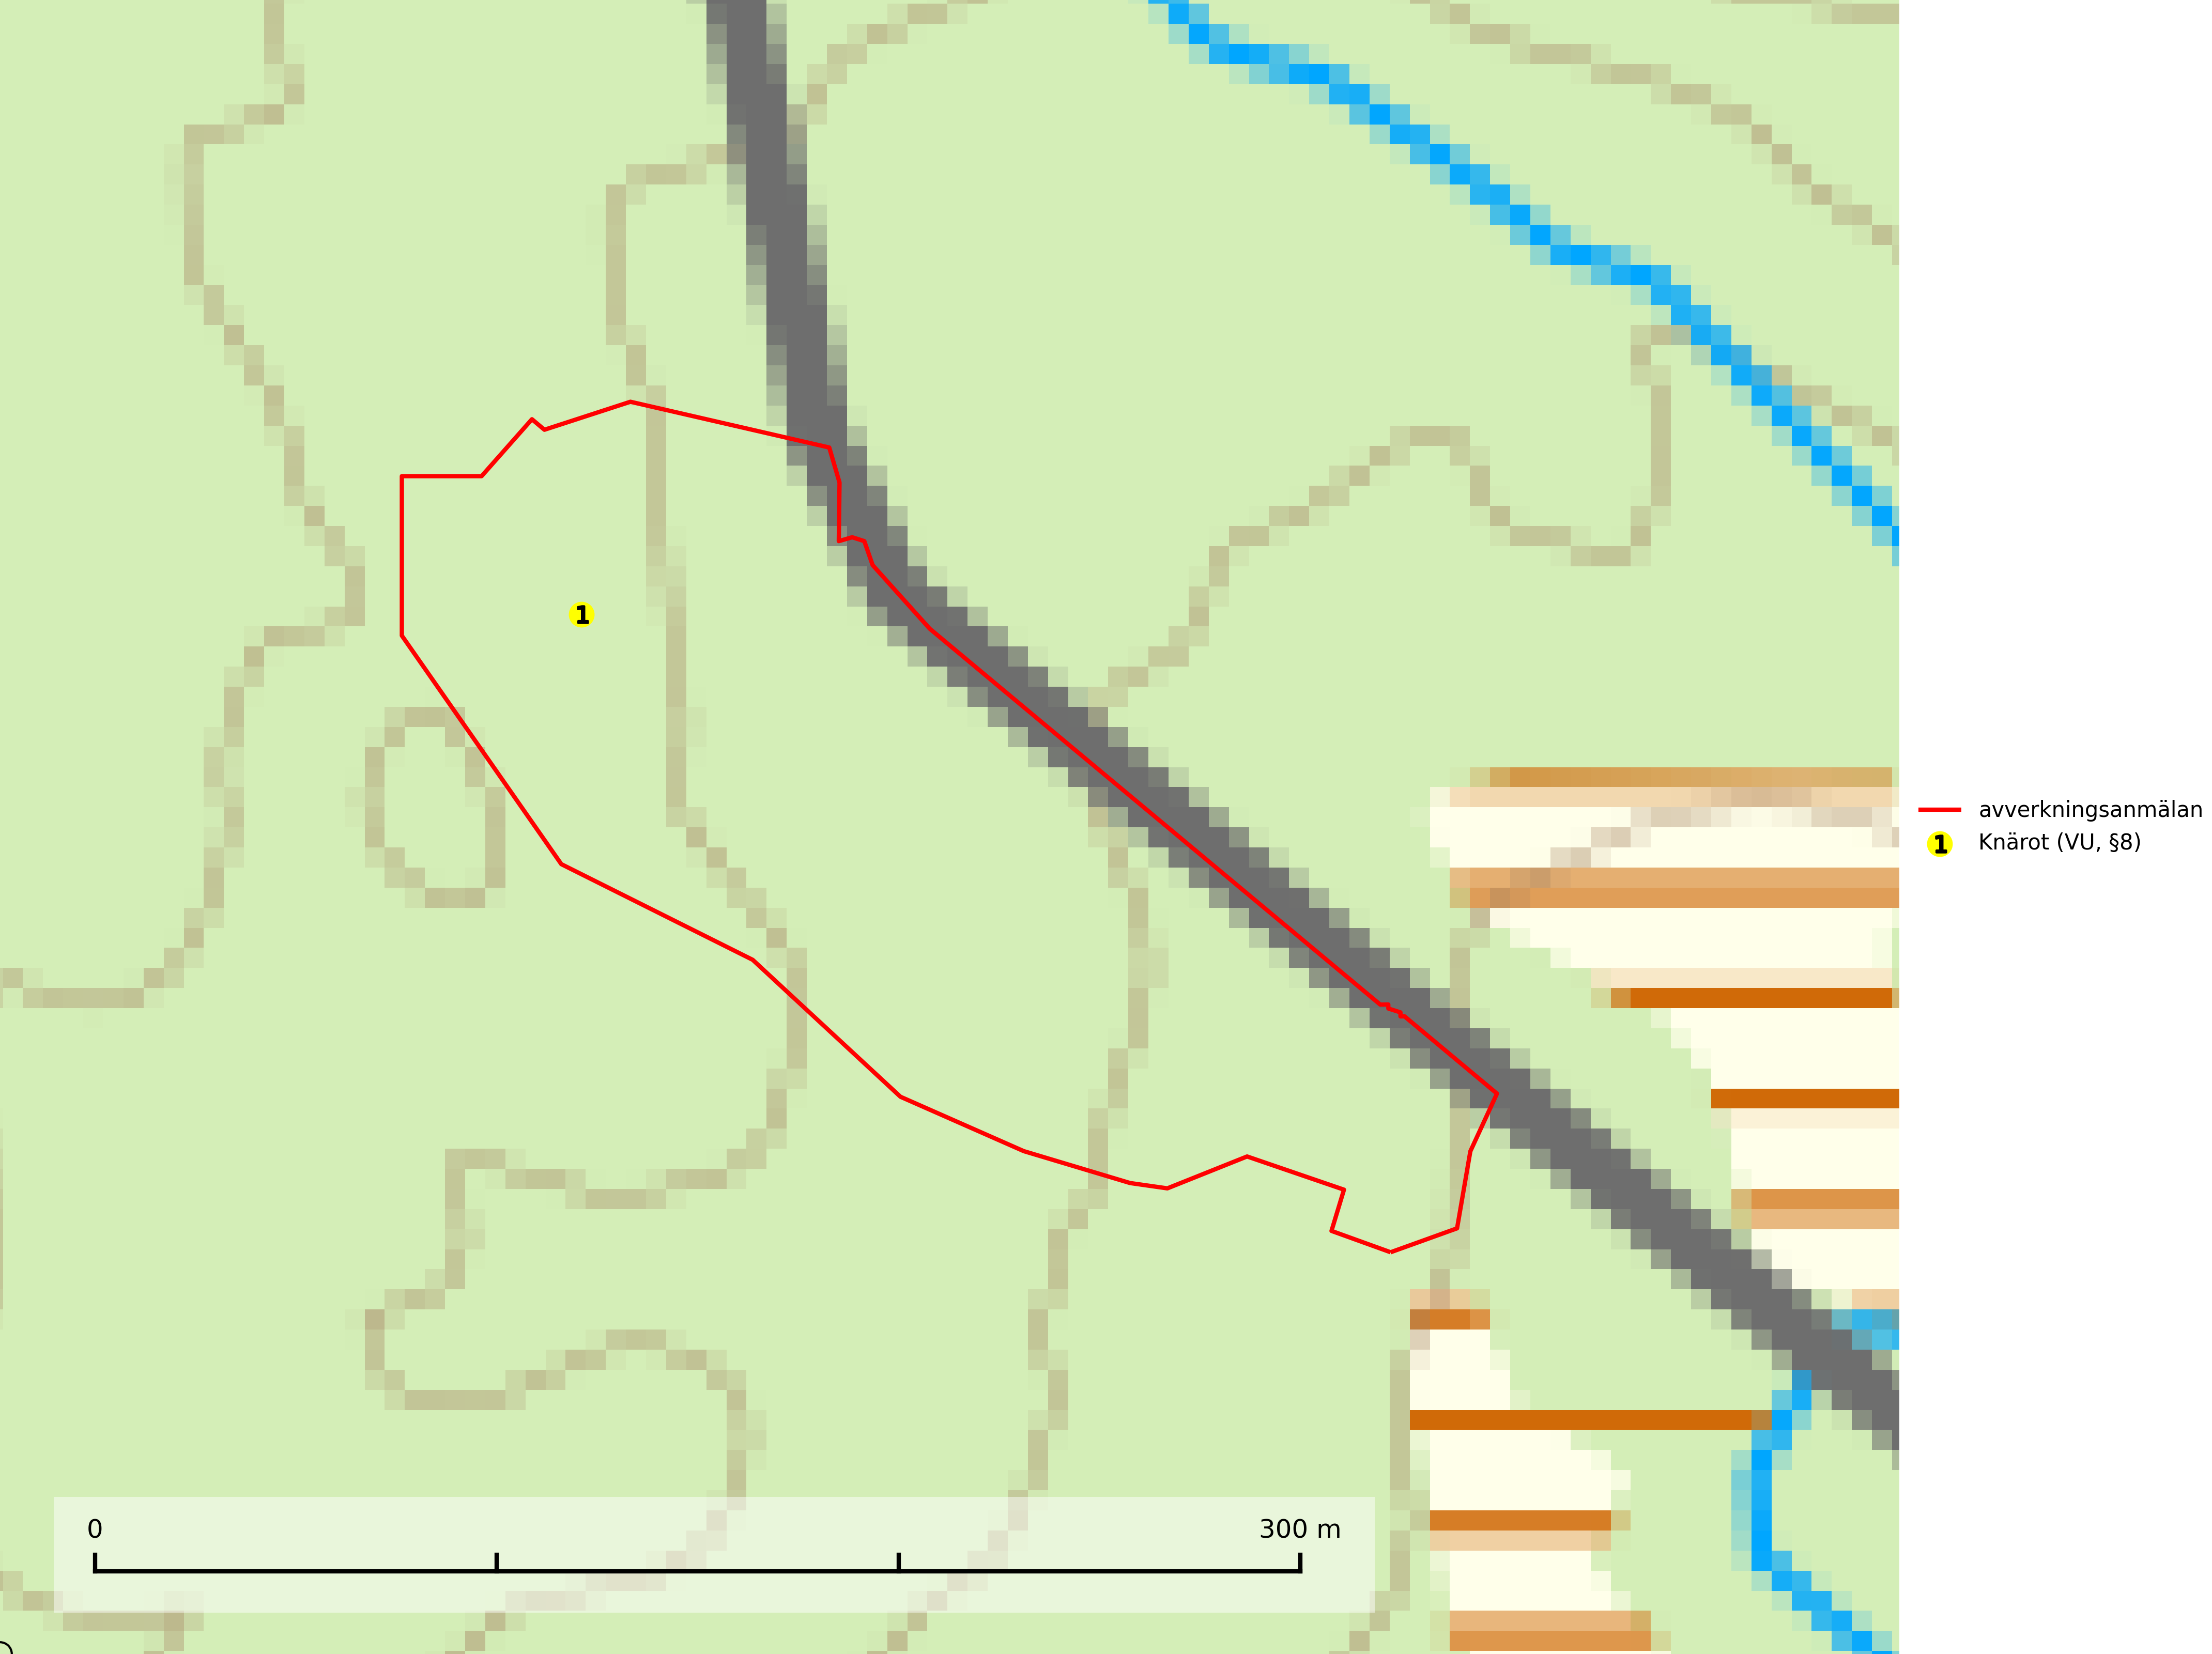 1
avverkningsanmälan
1 Knärot (VU, §8)
0 300 m